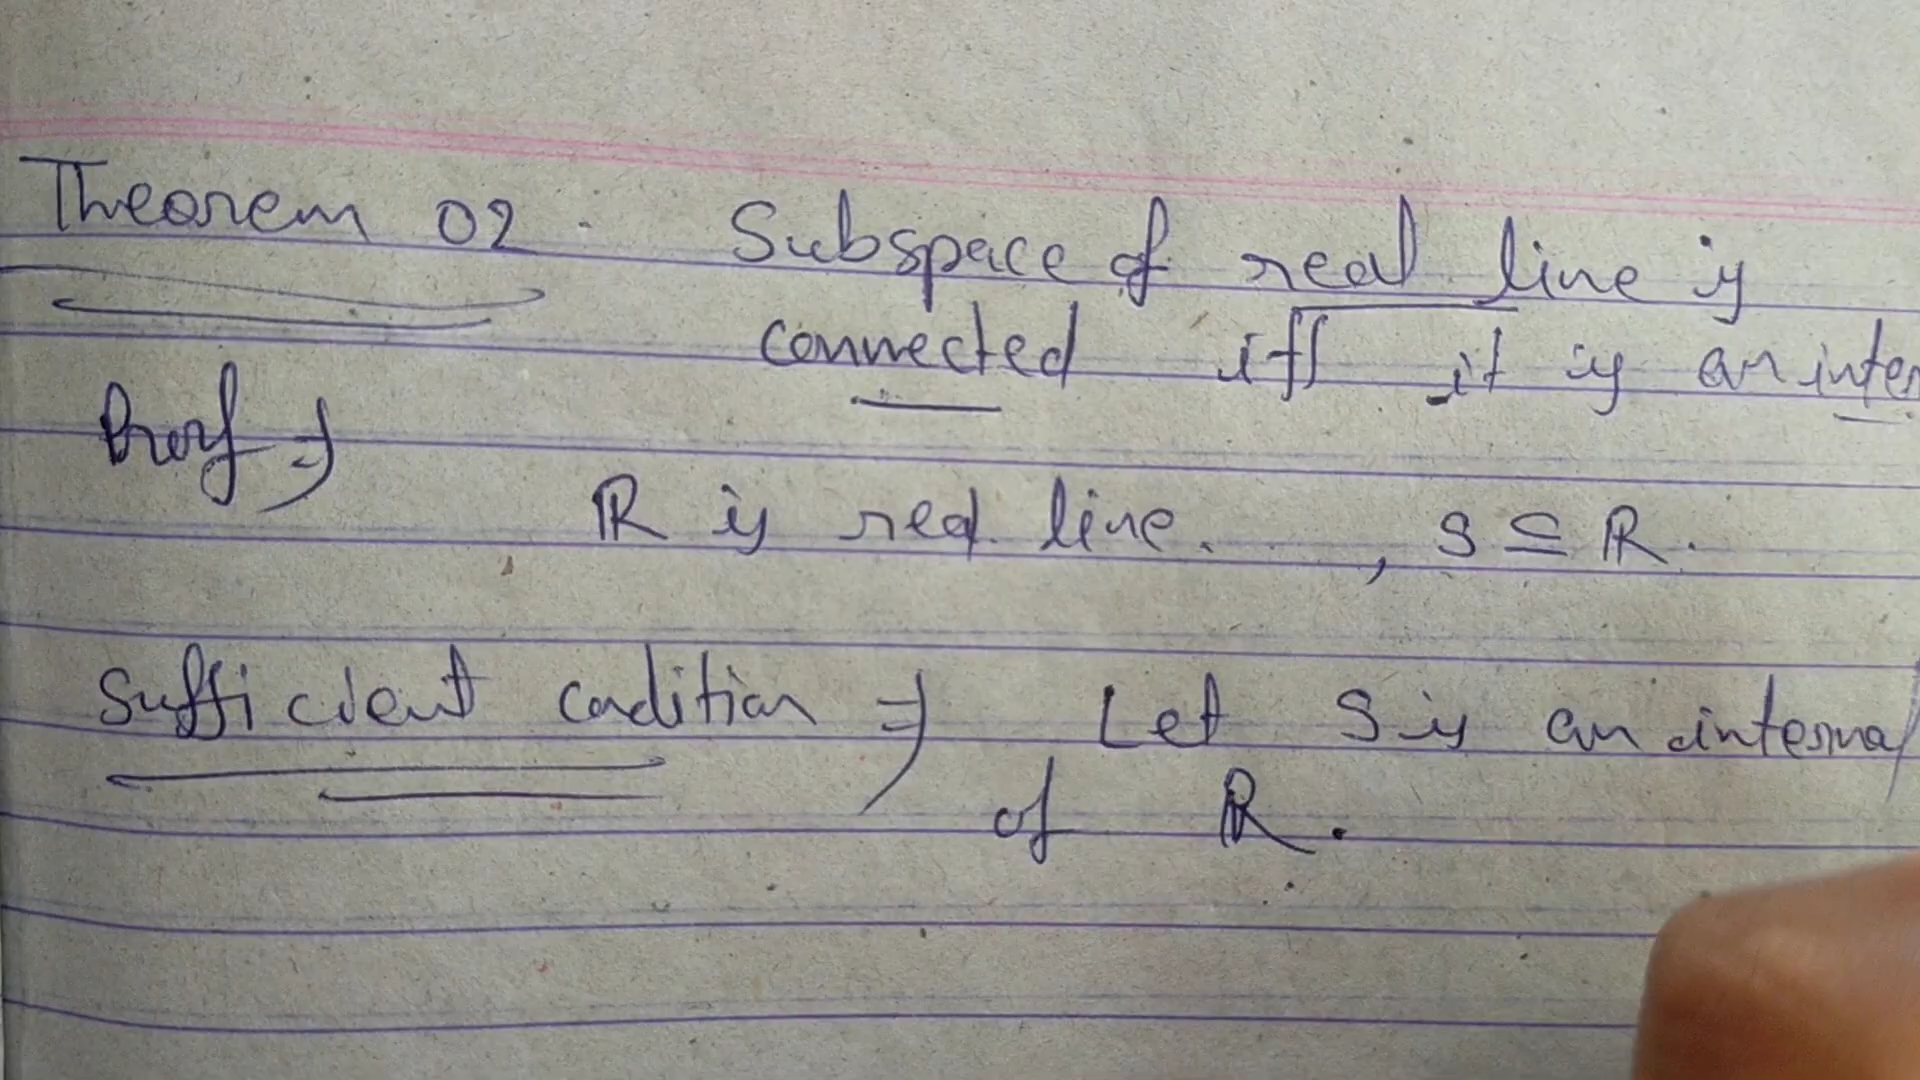 Theorem 02. Subspace of real line is
connected iff it is an inter
Proof ⇒
ℝ is real line. , S ⊆ ℝ.
Sufficient condition ⇒ Let S is an interval
of ℝ.